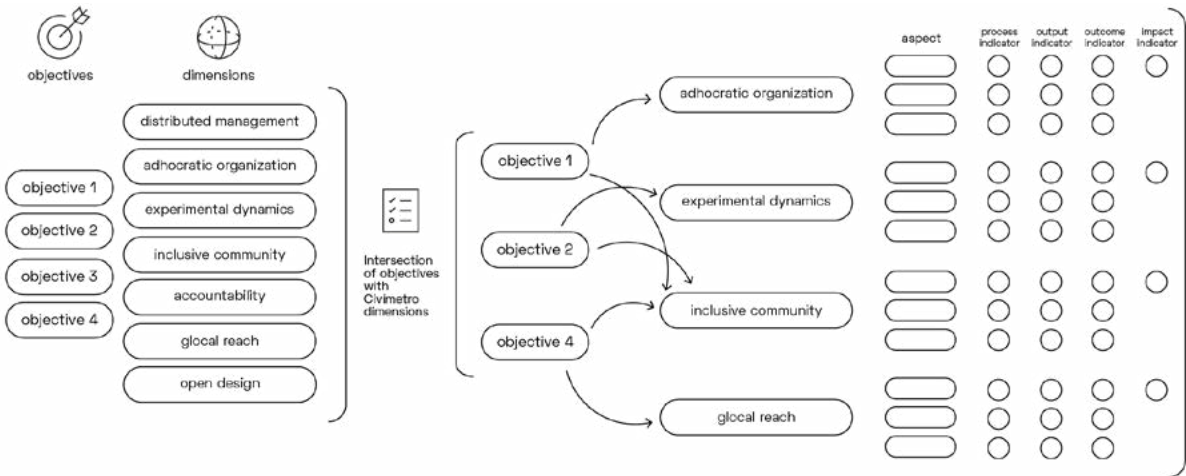 objectives
dimensions
objective 1
objective 2
objective 3
objective 4
distributed management
adhocratic organization
experimental dynamics
inclusive community
accountability
glocal reach
open design
Intersection
of objectives
with
Civimetro
dimensions
objective 1
objective 2
objective 4
adhocratic organization
experimental dynamics
inclusive community
glocal reach
aspect
process
indicator
output
indicator
outcome
indicator
impact
indicator